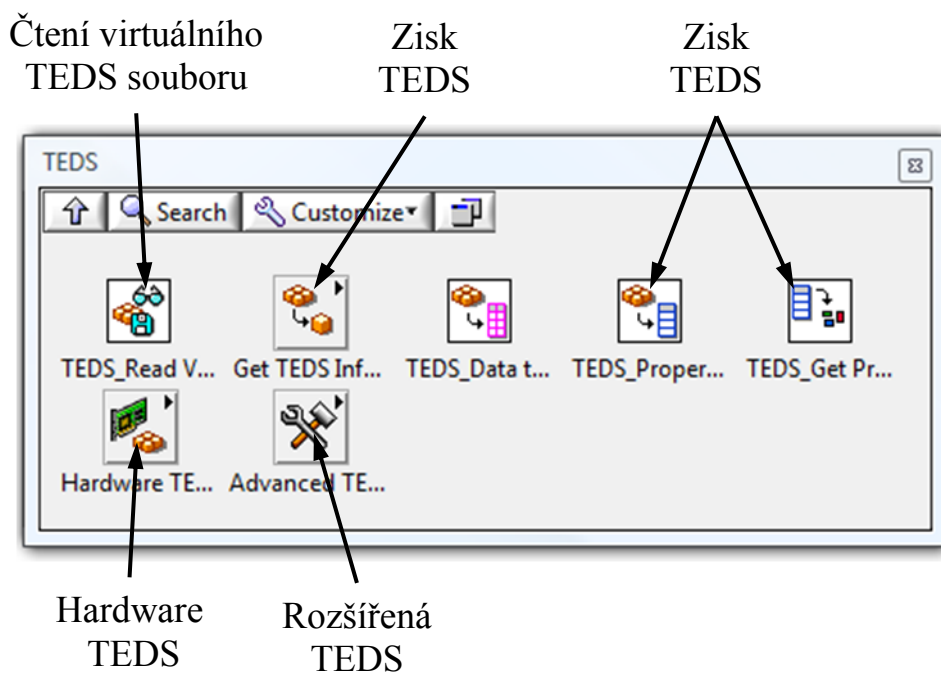 Čtení virtuálního
TEDS souboru
Zisk
TEDS
Zisk
TEDS
TEDS
Search
Customize
TEDS_Read V...
Get TEDS Inf...
TEDS_Data t...
TEDS_Proper...
TEDS_Get Pr...
Hardware TE...
Advanced TE...
Hardware
TEDS
Rozšířená
TEDS